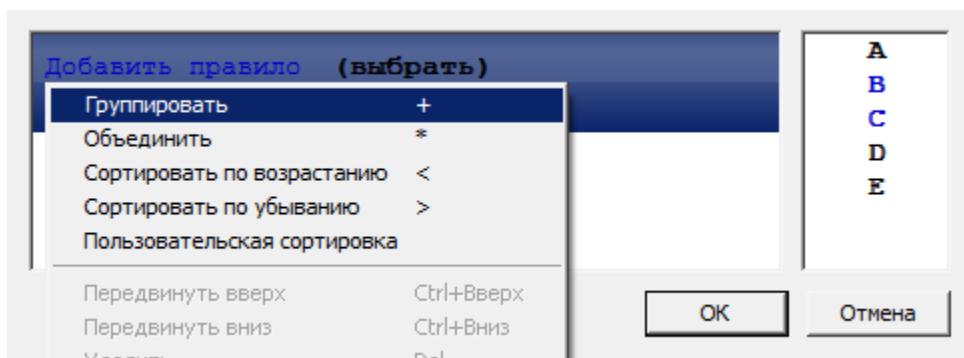 Добавить правило (выбрать)
Группировать +
Объединить *
Сортировать по возрастанию <
Сортировать по убыванию >
Пользовательская сортировка
Передвинуть вверх Ctrl+Вверх
Передвинуть вниз Ctrl+Вниз
A
B
C
D
E
OK
Отмена